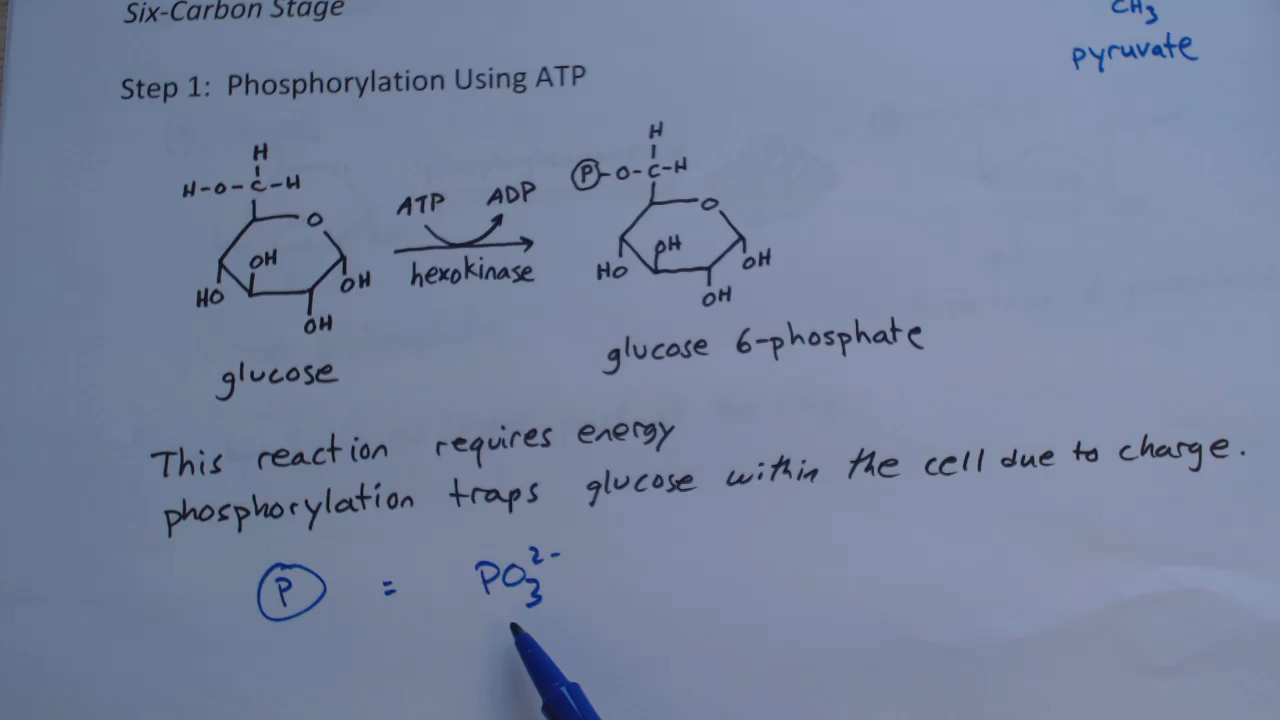 Six-Carbon Stage
CH3
pyruvate
Step 1: Phosphorylation Using ATP
H
H-O-C-H
O
OH
HO
OH
OH
glucose
ATP
ADP
hexokinase
H
P-O-C-H
O
OH
HO
OH
OH
glucose 6-phosphate
This reaction requires energy
phosphorylation traps glucose within the cell due to charge.
P = PO3 2-